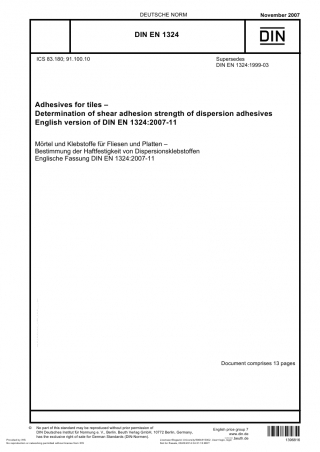 DEUTSCHE NORM
November 2007
DIN EN 1324
DIN
ICS 83.180; 91.100.10
Supersedes
DIN EN 1324:1999-03
Adhesives for tiles –
Determination of shear adhesion strength of dispersion adhesives
English version of DIN EN 1324:2007-11
Mörtel und Klebstoffe für Fliesen und Platten –
Bestimmung der Haftfestigkeit von Dispersionsklebstoffen
Englische Fassung DIN EN 1324:2007-11
Document comprises 13 pages
© No part of this standard may be reproduced without prior permission of
DIN Deutsches Institut für Normung e.V., Berlin. Beuth Verlag GmbH, 10772 Berlin, Germany,
has the exclusive right of sale for German Standards (DIN-Normen).
English price group 7
www.din.de
www.beuth.de